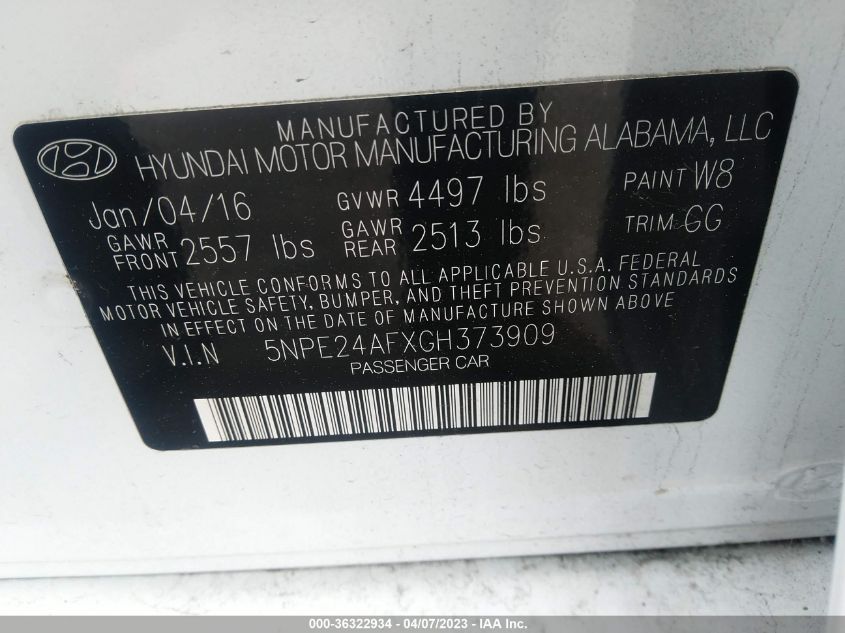 MANUFACTURED BY
HYUNDAI MOTOR MANUFACTURING ALABAMA, LLC
Jan/04/16 GVWR 4497 lbs PAINT W8
GAWR FRONT 2557 lbs GAWR REAR 2513 lbs TRIM: GG
THIS VEHICLE CONFORMS TO ALL APPLICABLE U.S.A. FEDERAL
MOTOR VEHICLE SAFETY, BUMPER, AND THEFT PREVENTION STANDARDS
IN EFFECT ON THE DATE OF MANUFACTURE SHOWN ABOVE
V.I.N 5NPE24AFXGH373909
PASSENGER CAR
000-36322934 - 04/07/2023 - IAA Inc.